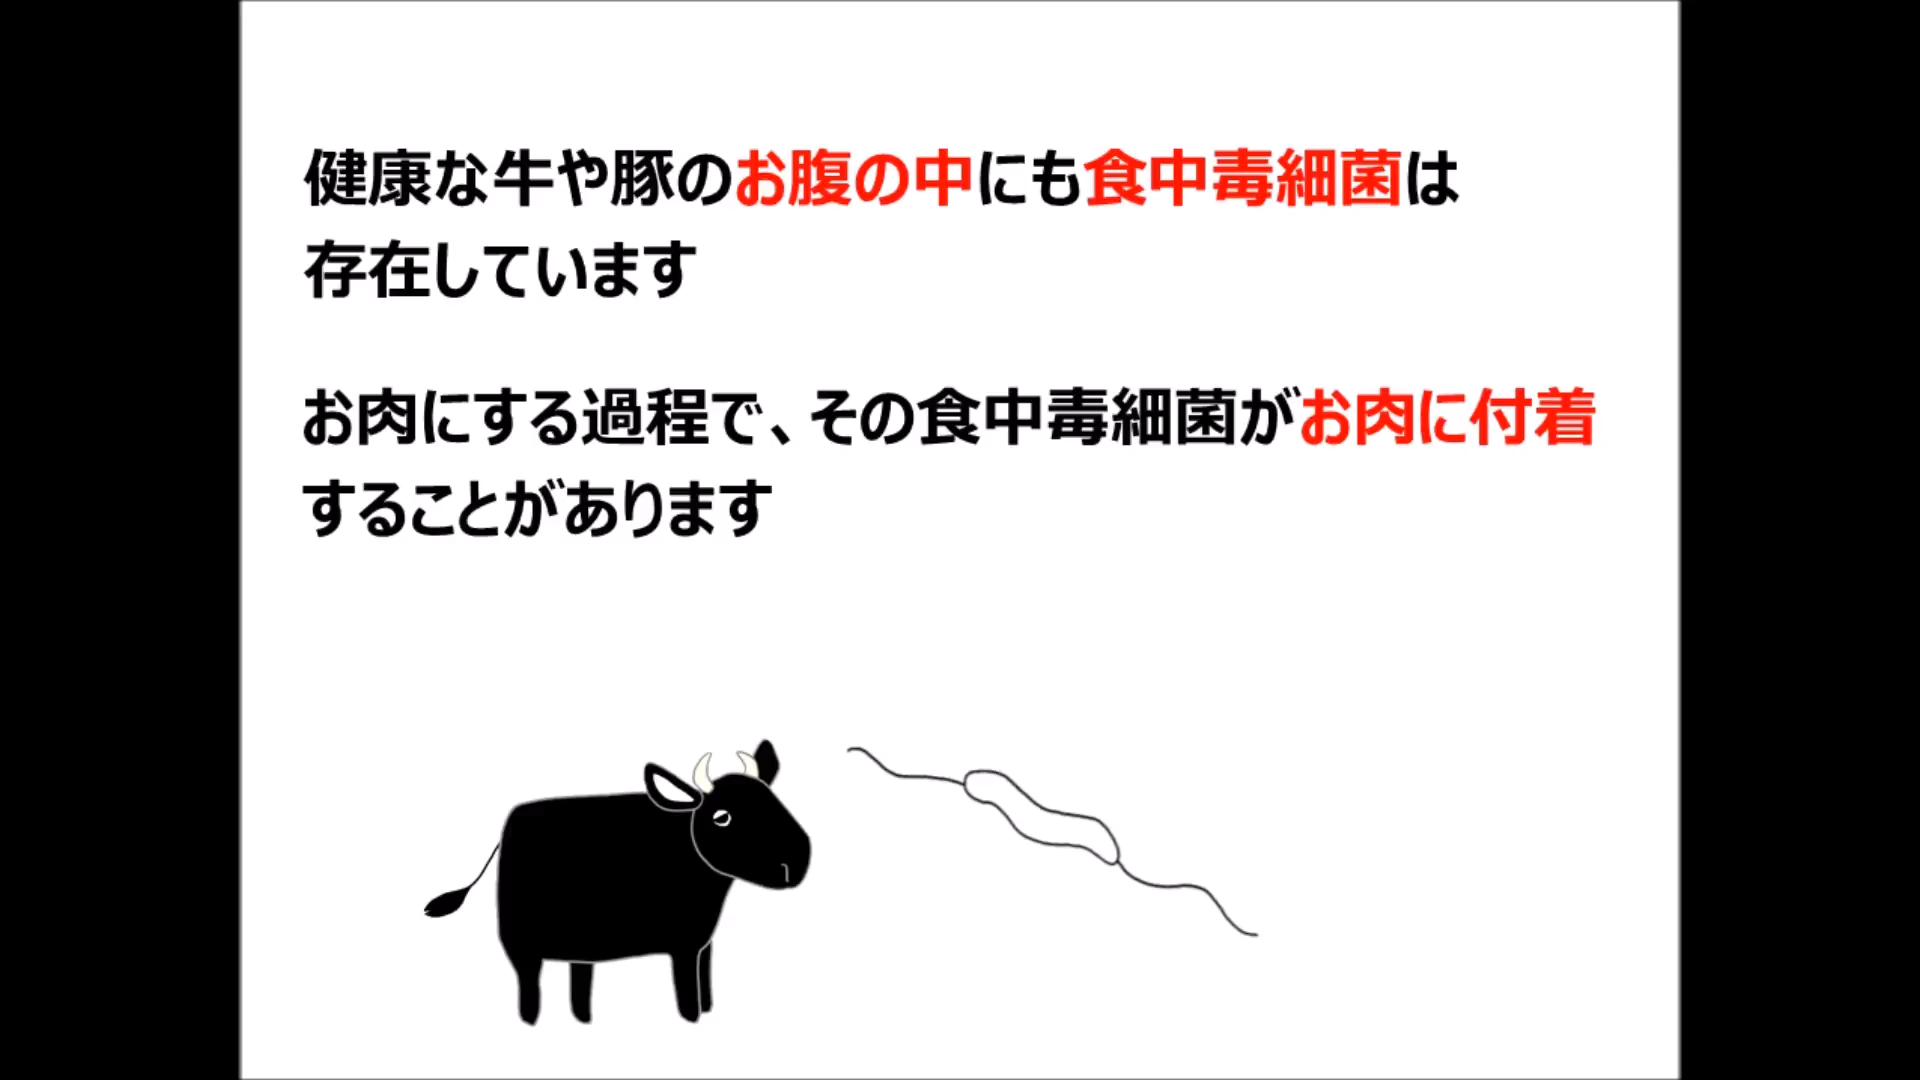 健康な牛や豚のお腹の中にも食中毒細菌は
存在しています
お肉にする過程で、その食中毒細菌がお肉に付着
することがあります